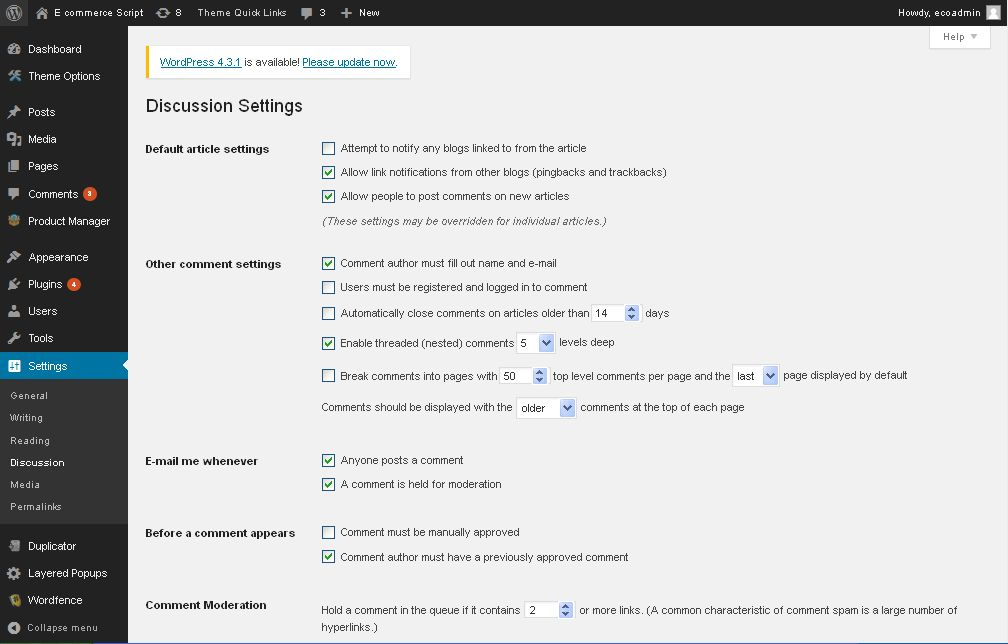 E commerce Script 8 Theme Quick Links 3 + New Howdy, ecoadmin
Help
Dashboard
Theme Options
Posts
Media
Pages
Comments 3
Product Manager
Appearance
Plugins 4
Users
Tools
Settings
General
Writing
Reading
Discussion
Media
Permalinks
Duplicator
Layered Popups
Wordfence
Collapse menu
WordPress 4.3.1 is available! Please update now.
Discussion Settings
Default article settings
Attempt to notify any blogs linked to from the article
Allow link notifications from other blogs (pingbacks and trackbacks)
Allow people to post comments on new articles
(These settings may be overridden for individual articles.)
Other comment settings
Comment author must fill out name and e-mail
Users must be registered and logged in to comment
Automatically close comments on articles older than 14 days
Enable threaded (nested) comments 5 levels deep
Break comments into pages with 50 top level comments per page and the last page displayed by default
Comments should be displayed with the older comments at the top of each page
E-mail me whenever
Anyone posts a comment
A comment is held for moderation
Before a comment appears
Comment must be manually approved
Comment author must have a previously approved comment
Comment Moderation
Hold a comment in the queue if it contains 2 or more links. (A common characteristic of comment spam is a large number of
hyperlinks.)